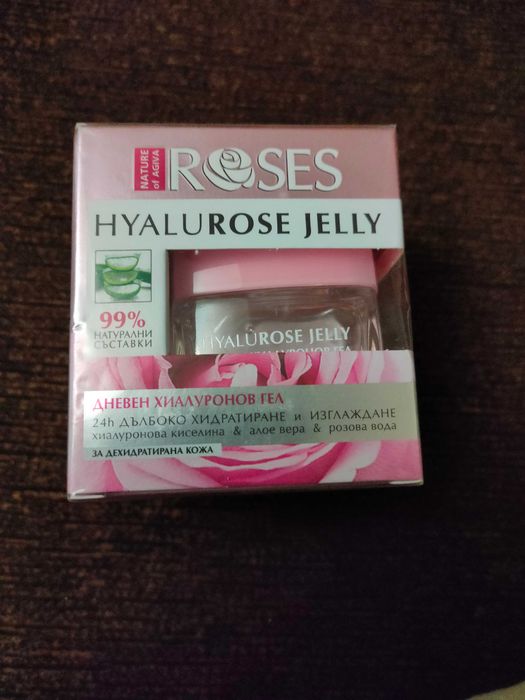 NATURE
of AGIVA
ROSES
HYALUROSE JELLY
99%
НАТУРАЛНИ
СЪСТАВКИ
HYALUROSE JELLY
ДНЕВЕН ХИАЛУРОНОВ ГЕЛ
24h ДЪЛБОКО ХИДРАТИРАНЕ и ИЗГЛАЖДАНЕ
хиалуронова киселина & алое вера & розова вода
ЗА ДЕХИДРАТИРАНА КОЖА